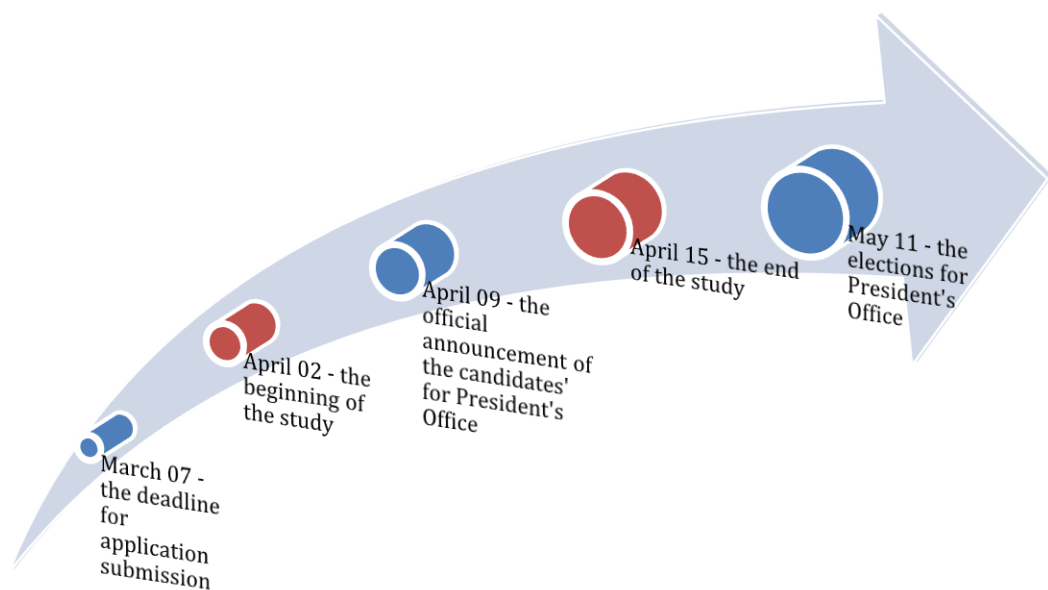 March 07 -
the deadline
for
application
submission
April 02 - the
beginning of
the study
April 09 - the
official
announcement of
the candidates'
for President's
Office
April 15 - the end
of the study
May 11 - the
elections for
President's
Office